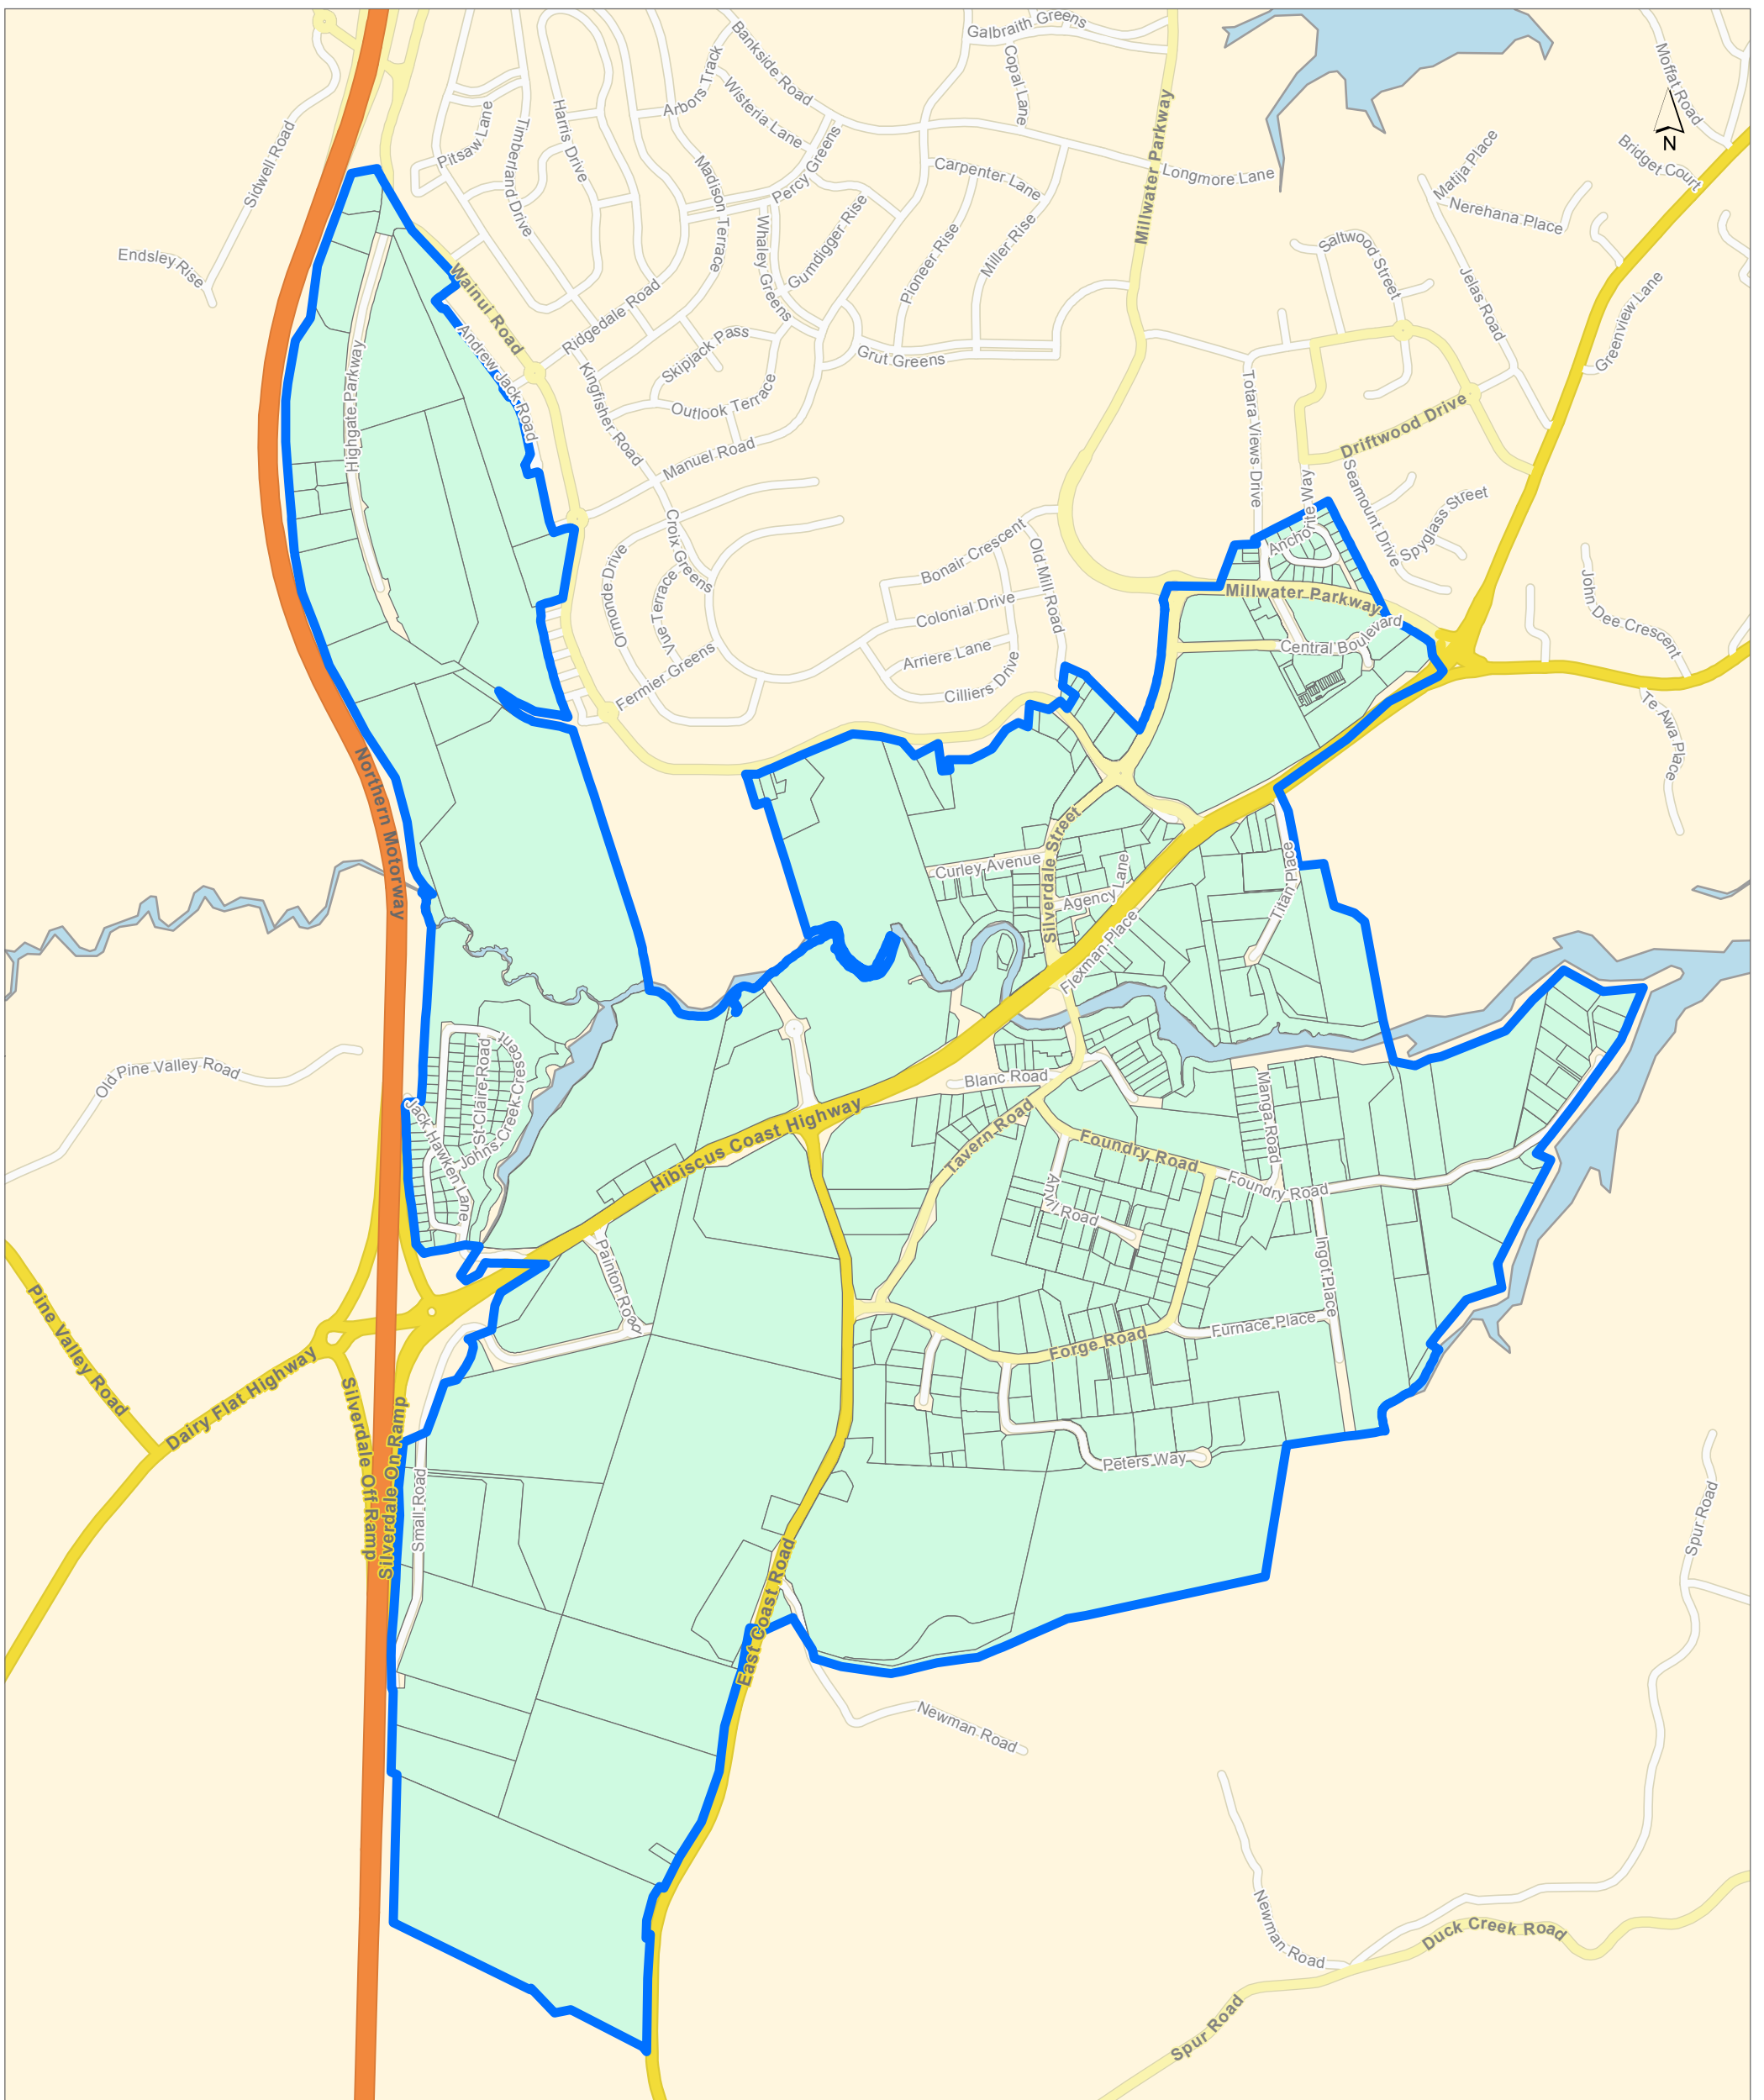 Galbraith Greens
Bankside Road
Copal Lane
Arbors Track
Moffat Road
Wisteria Lane
N
Pitsaw Lane
Timberland Drive
Harris Drive
Sidwell Road
Percy Greens
Madison Terrace
Carpenter Lane
Millwater Parkway
Longmore Lane
Matija Place
Bridget Court
Nerehana Place
Whaley Greens
Gumdigger Rise
Pioneer Rise
Miller Rise
Saltwood Street
Endsley Rise
Wainui Road
Jelas Road
Greenview Lane
Ridgedale Road
Skipjack Pass
Grut Greens
Andrew Jack Road
Highgate Parkway
Kingfisher Road
Outlook Terrace
Manuel Road
Totara Views Drive
Driftwood Drive
Seamount Drive
Spyglass Street
Anchorite Way
Croix Greens
Ormonde Drive
Vue Terrace
Bonair Crescent
Old Mill Road
Colonial Drive
Arriere Lane
Cilliers Drive
Fermier Greens
Millwater Parkway
Central Boulevard
John Dee Crescent
Te Awa Place
Northern Motorway
Silverdale Street
Curley Avenue
Agency Lane
Flexman Place
Titan Place
Old Pine Valley Road
St Claire Road
Johns Creek Crescent
Jack Hawken Lane
Blanc Road
Hibiscus Coast Highway
Tavern Road
Foundry Road
Manga Road
Foundry Road
Anvil Road
Painton Road
Ingot Place
Furnace Place
Forge Road
Pine Valley Road
Dairy Flat Highway
Silverdale Off Ramp
Silverdale On Ramp
Small Road
Peters Way
East Coast Road
Spur Road
Newman Road
Newman Road
Duck Creek Road
Spur Road